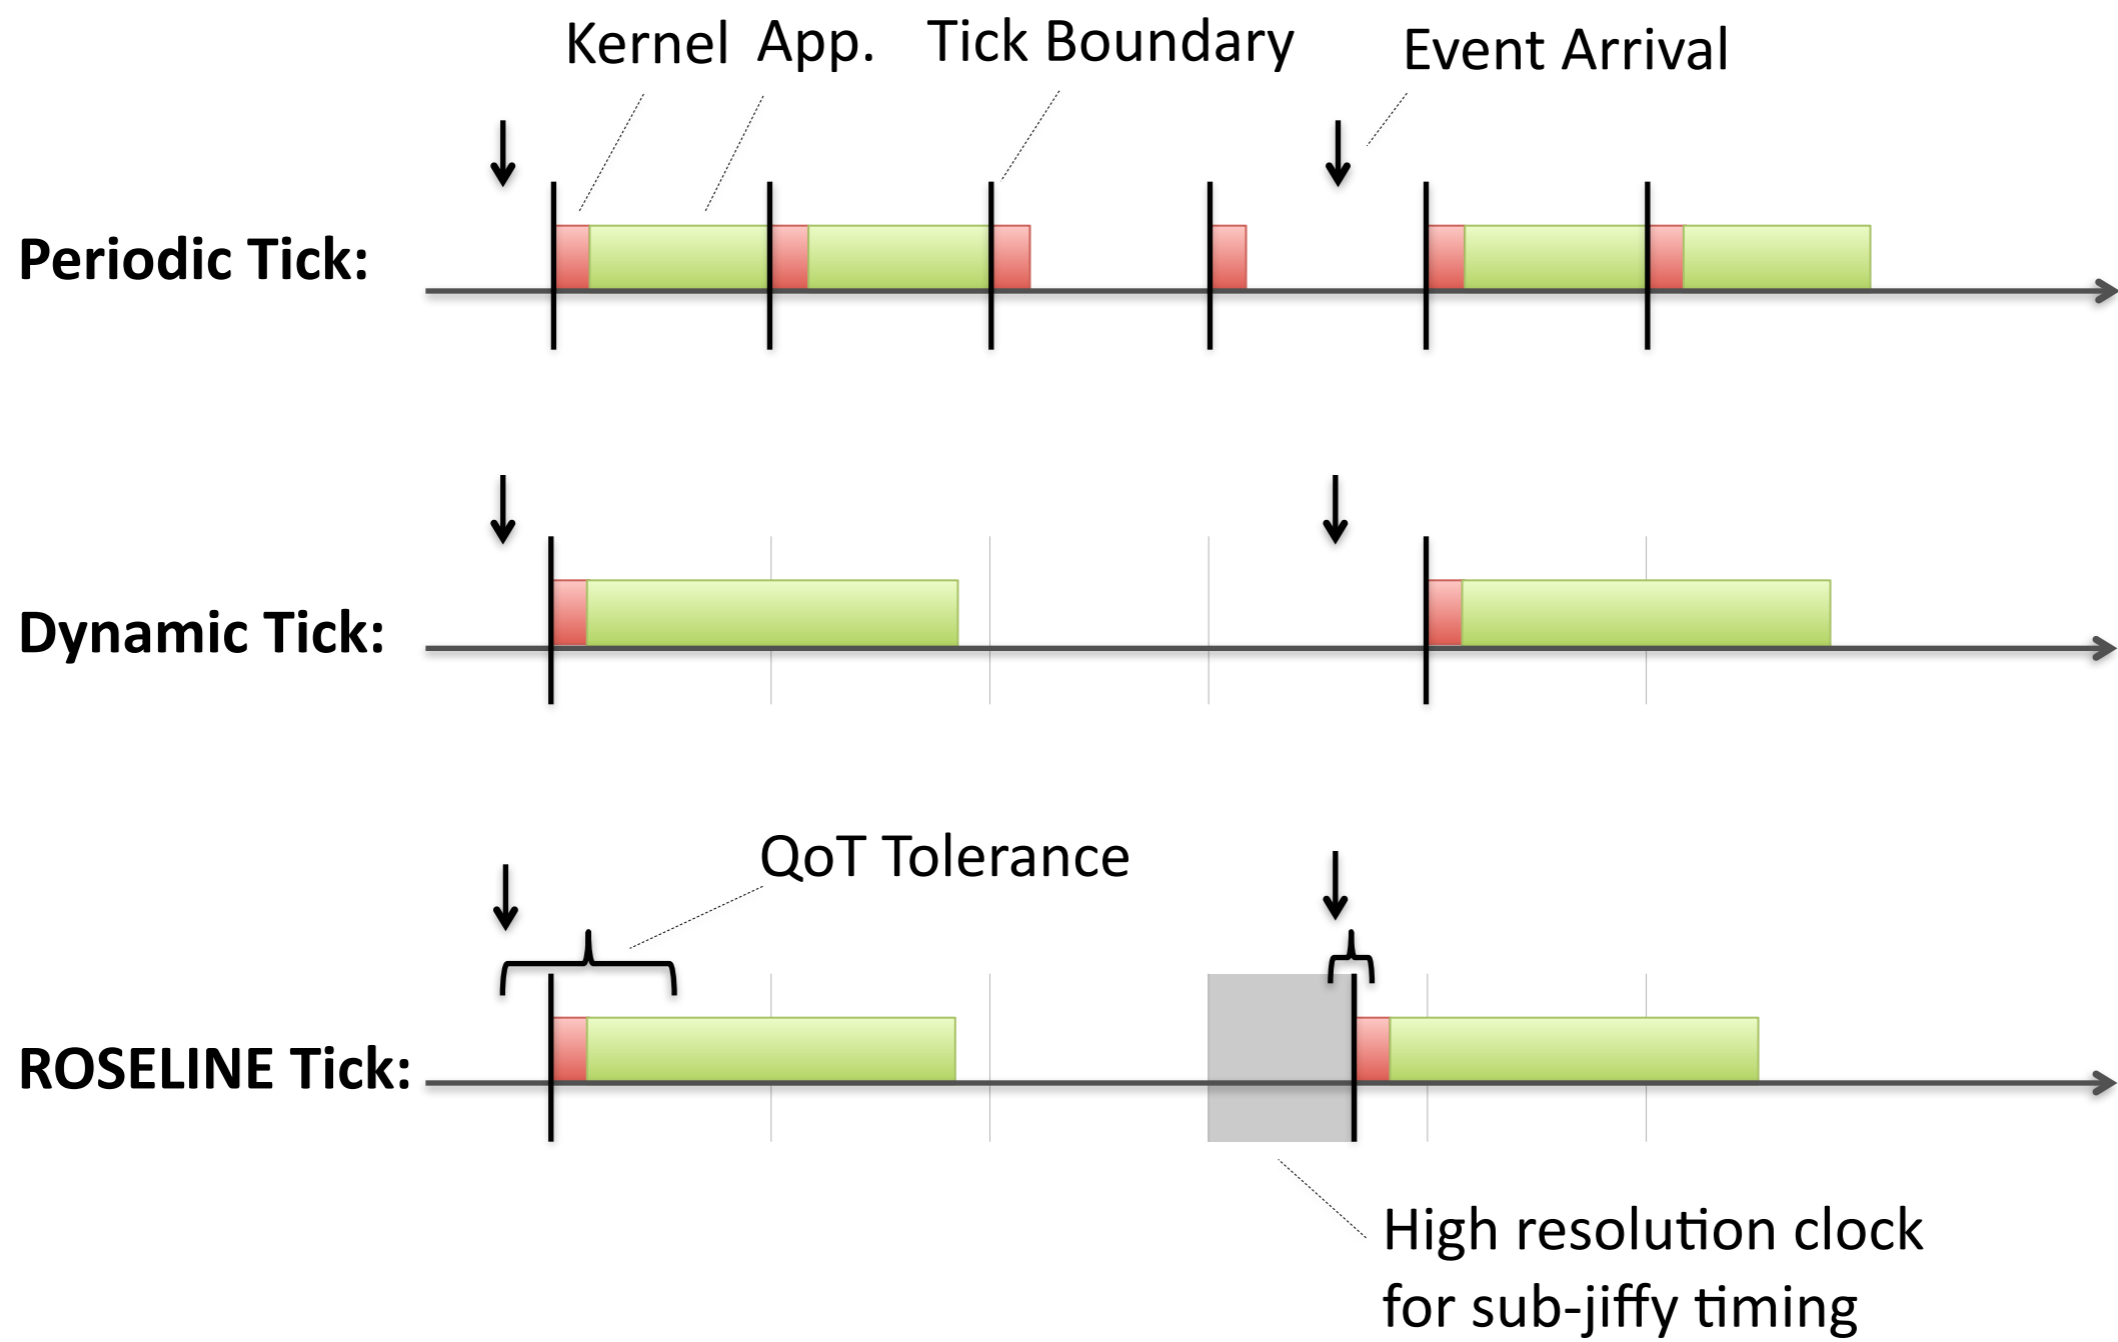 Kernel App. Tick Boundary Event Arrival
Periodic Tick:
Dynamic Tick:
QoT Tolerance
ROSELINE Tick:
High resolution clock
for sub-jiffy timing